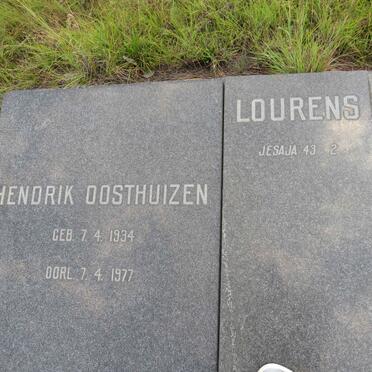 HENDRIK OOSTHUIZEN
GEB. 7. 4. 1934
OORL. 7. 4. 1977
LOURENS
JESAJA 43 2